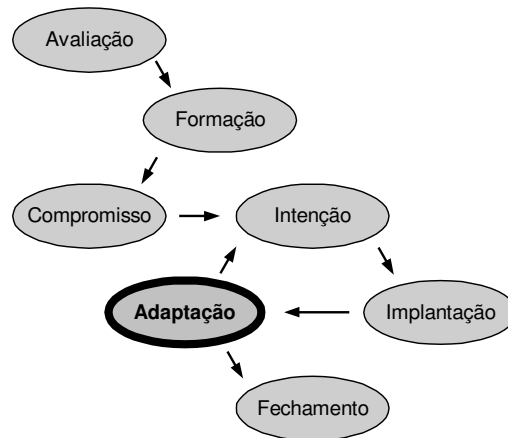 Avaliação
Formação
Compromisso
Intenção
Adaptação
Implantação
Fechamento